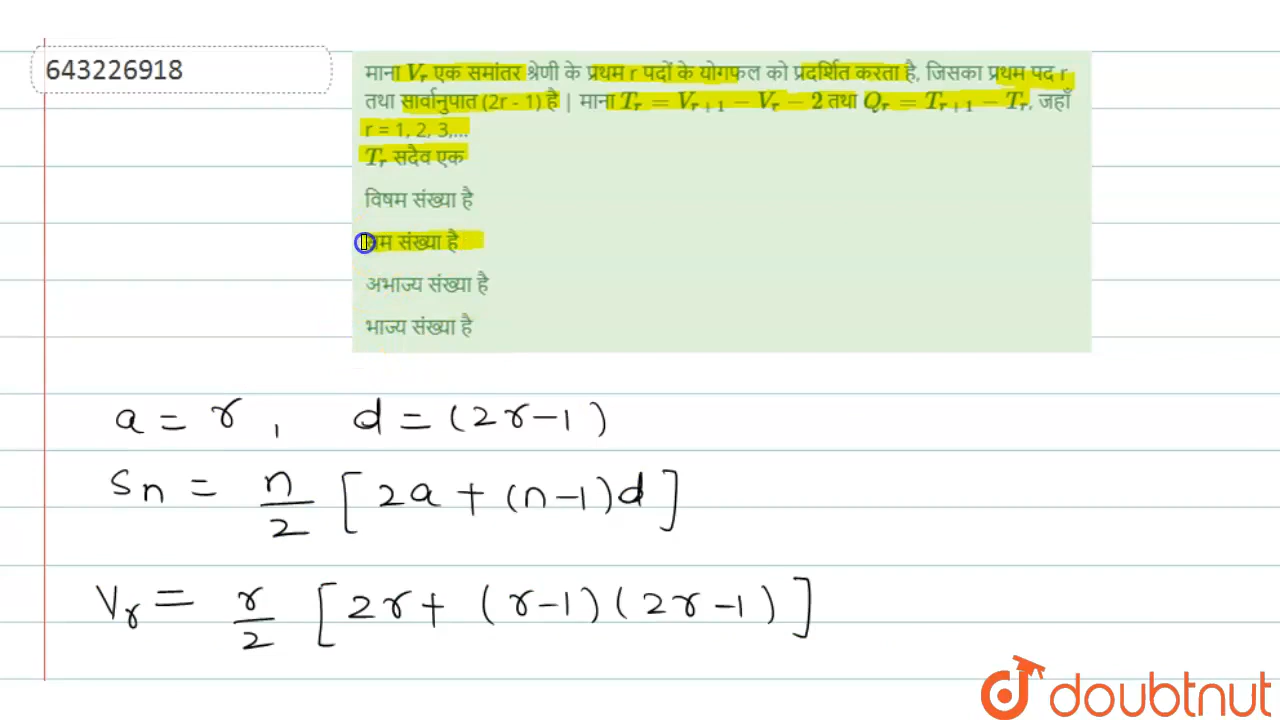 643226918
माना V_r एक समांतर श्रेणी के प्रथम r पदों के योगफल को प्रदर्शित करता है, जिसका प्रथम पद r
तथा सार्वानुपात (2r - 1) है | माना T_r = V_{r+1} - V_r - 2 तथा Q_r = T_{r+1} - T_r, जहाँ
r = 1, 2, 3,...
T_r सदैव एक
विषम संख्या है
सम संख्या है
अभाज्य संख्या है
भाज्य संख्या है
a = r , d = (2r-1)
S_n = n/2 [2a + (n-1)d]
V_r = r/2 [2r + (r-1)(2r-1)]
doubtnut